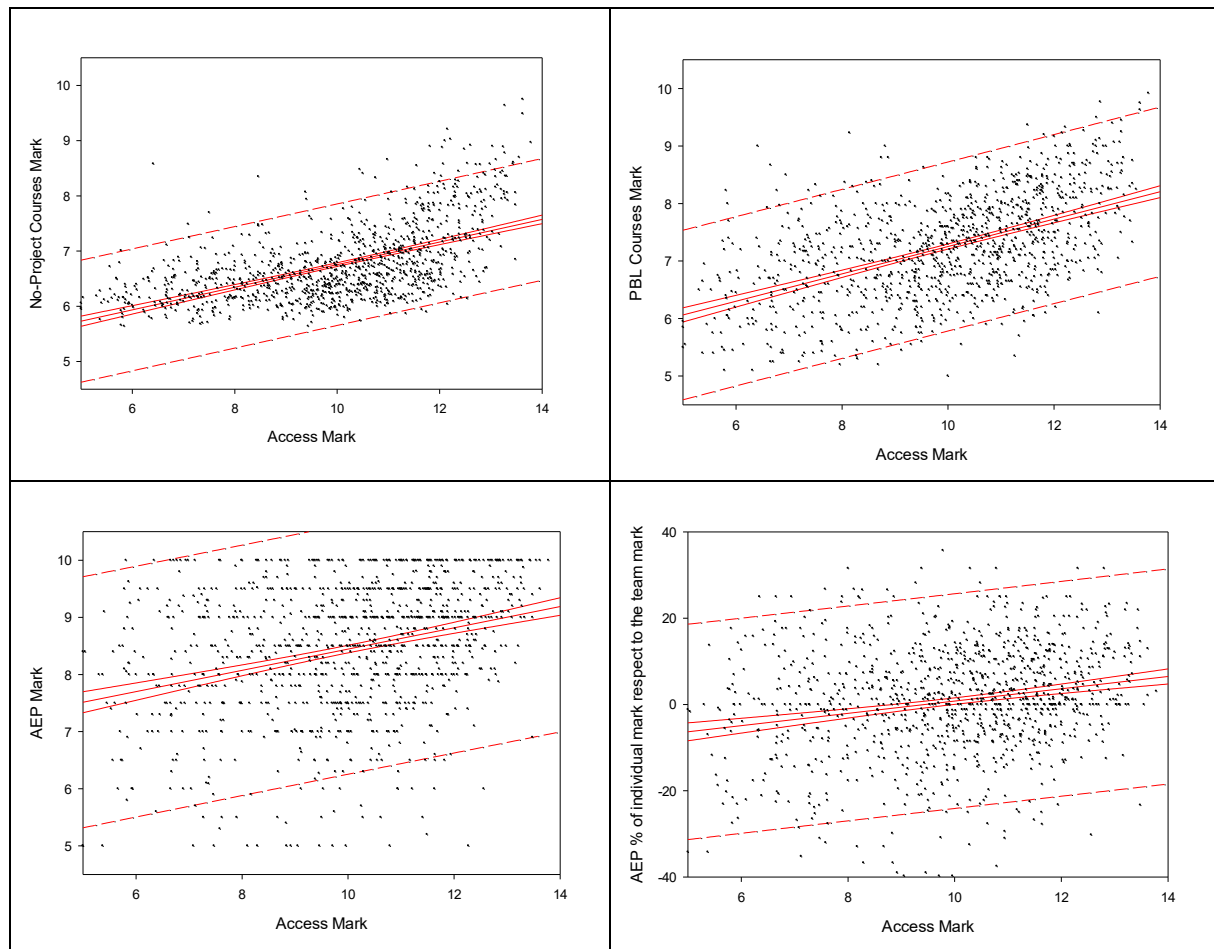 No-Project Courses Mark
10
9
8
7
6
5
6 8 10 12 14
Access Mark
PBL Courses Mark
10
9
8
7
6
5
6 8 10 12 14
Access Mark
AEP Mark
10
9
8
7
6
5
6 8 10 12 14
Access Mark
AEP % of individual mark respect to the team mark
40
20
0
-20
-40
6 8 10 12 14
Access Mark